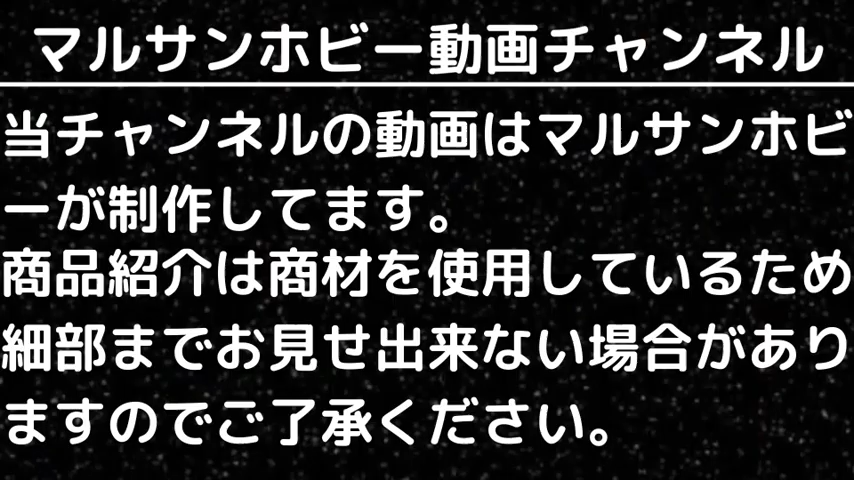 マルサンホビー動画チャンネル
当チャンネルの動画はマルサンホビ
ーが制作してます。
商品紹介は商材を使用しているため
細部までお見せ出来ない場合があり
ますのでご了承ください。